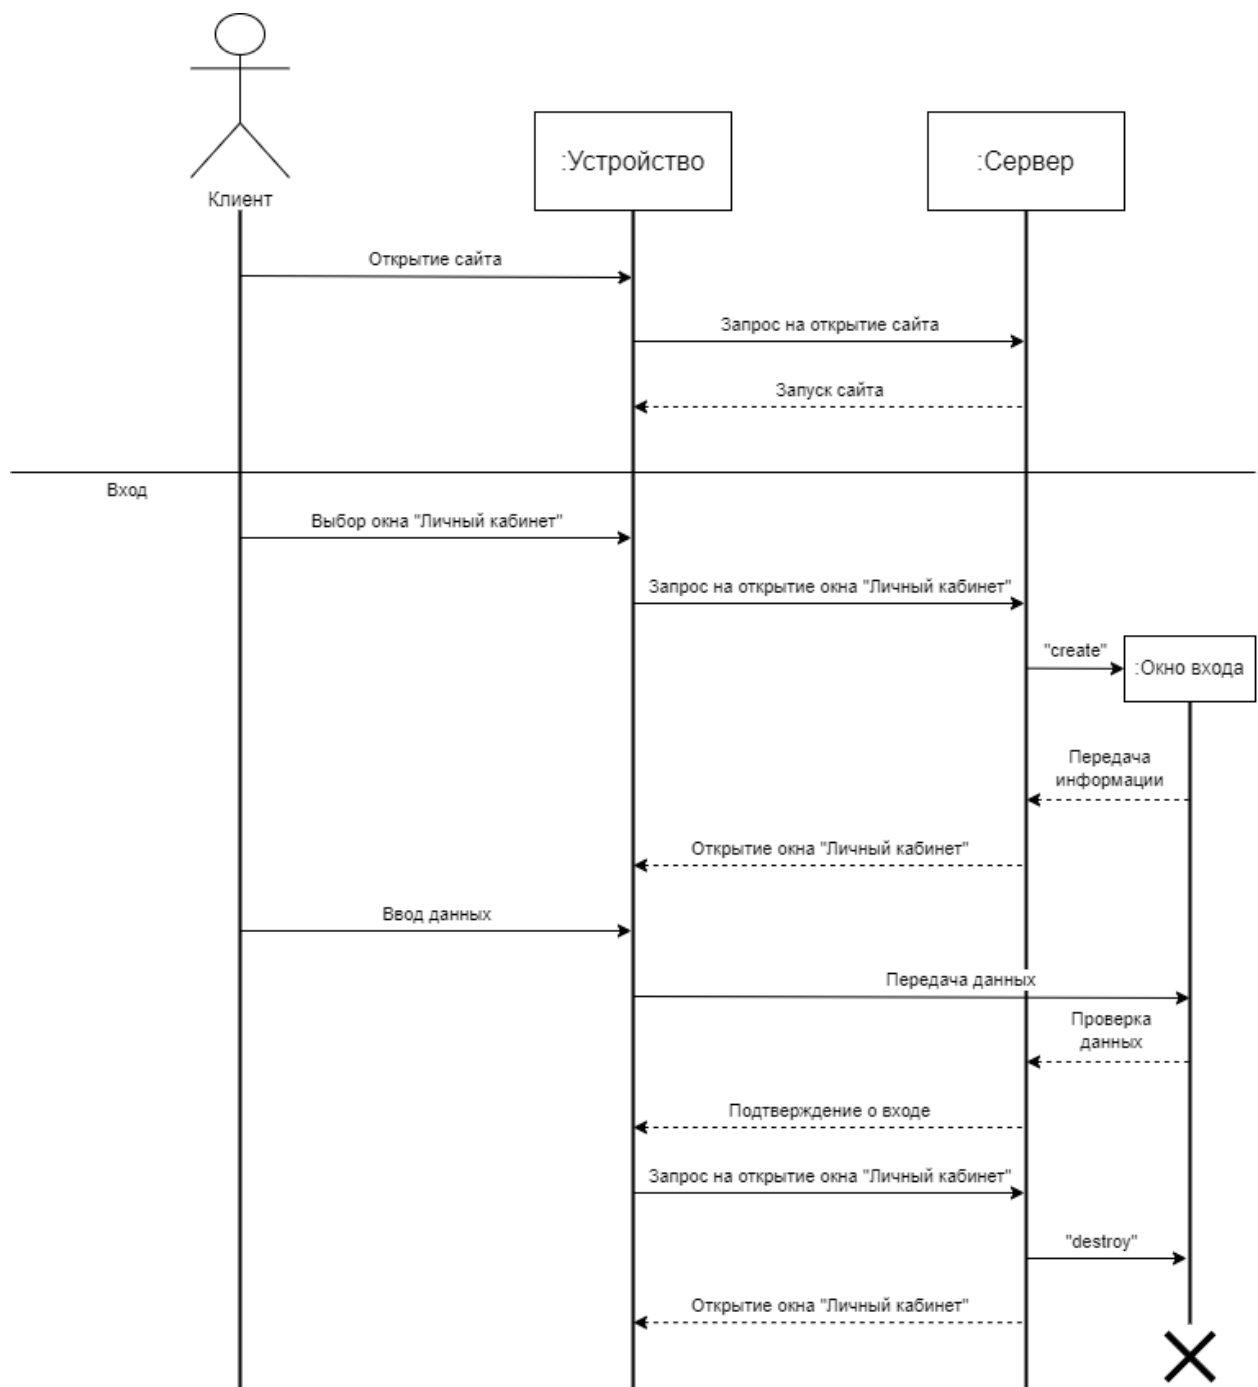 Клиент
:Устройство
:Сервер
Открытие сайта
Запрос на открытие сайта
Запуск сайта
Вход
Выбор окна "Личный кабинет"
Запрос на открытие окна "Личный кабинет"
"create"
:Окно входа
Передача
информации
Открытие окна "Личный кабинет"
Ввод данных
Передача данных
Проверка
данных
Подтверждение о входе
Запрос на открытие окна "Личный кабинет"
"destroy"
Открытие окна "Личный кабинет"